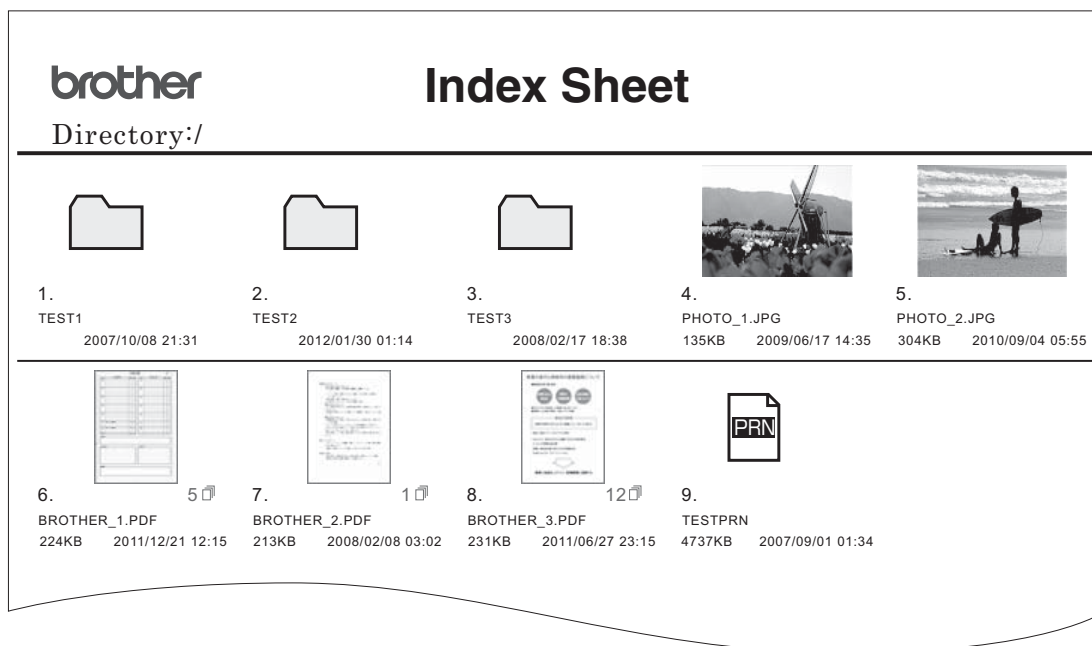 brother
Index Sheet
Directory:/
1.
TEST1
2007/10/08 21:31
2.
TEST2
2012/01/30 01:14
3.
TEST3
2008/02/17 18:38
4.
PHOTO_1.JPG
135KB 2009/06/17 14:35
5.
PHOTO_2.JPG
304KB 2010/09/04 05:55
6. 5
BROTHER_1.PDF
224KB 2011/12/21 12:15
7. 1
BROTHER_2.PDF
213KB 2008/02/08 03:02
8. 12
BROTHER_3.PDF
231KB 2011/06/27 23:15
PRN
9.
TESTPRN
4737KB 2007/09/01 01:34